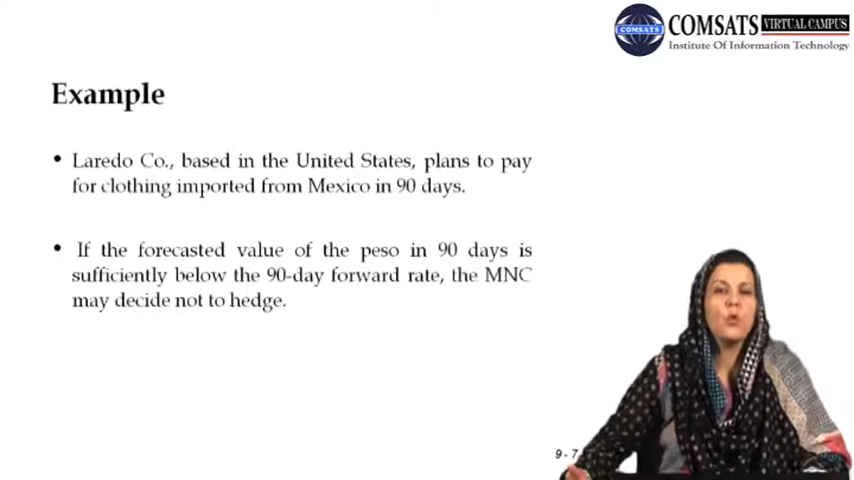 COMSATS VIRTUAL CAMPUS
COMSATS
Institute Of Information Technology
Example
• Laredo Co., based in the United States, plans to pay
for clothing imported from Mexico in 90 days.
• If the forecasted value of the peso in 90 days is
sufficiently below the 90-day forward rate, the MNC
may decide not to hedge.
9-7